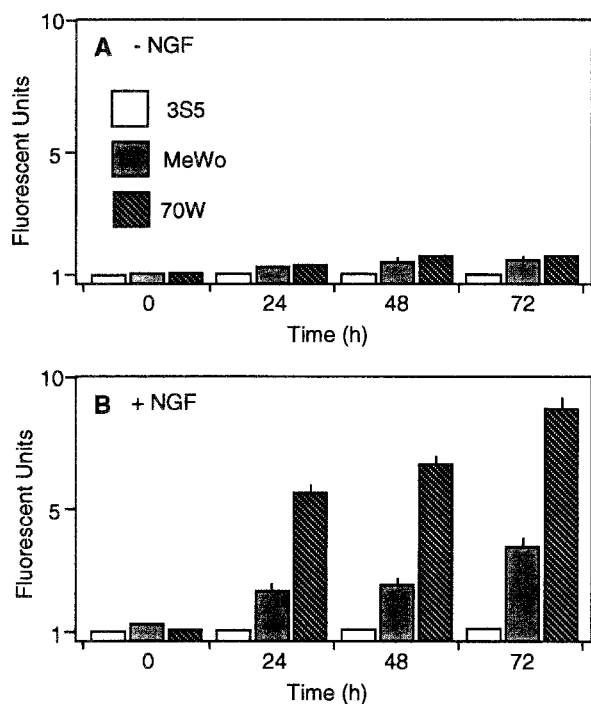 10
A - NGF
3S5
MeWo
70W
5
1
Fluorescent Units
0 24 48 72
Time (h)
10
B + NGF
5
1
Fluorescent Units
0 24 48 72
Time (h)